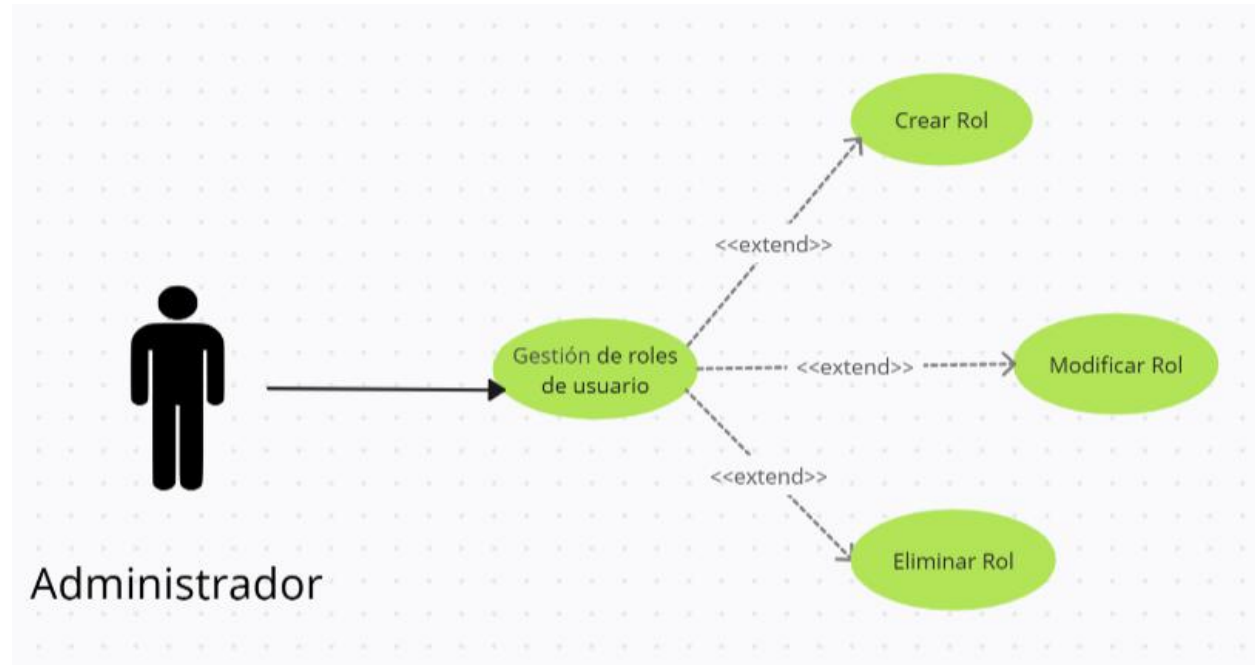 Crear Rol
<<extend>>
Gestión de roles
de usuario
<<extend>>
Modificar Rol
<<extend>>
Eliminar Rol
Administrador